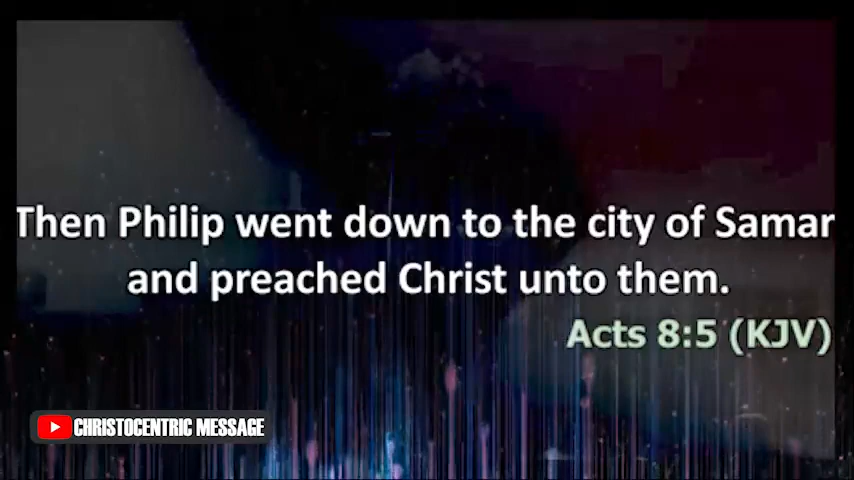 Then Philip went down to the city of Samar
and preached Christ unto them.
Acts 8:5 (KJV)
CHRISTOCENTRIC MESSAGE